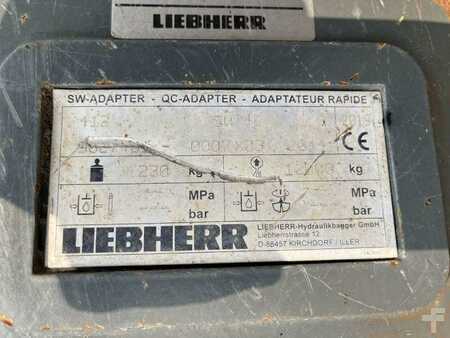 LIEBHERR
SW-ADAPTER - QC-ADAPTER - ADAPTATEUR RAPIDE
CE
230 kg kg
MPa MPa
bar bar
LIEBHERR
LIEBHERR-Hydraulikbagger GmbH
Liebherrstrasse 12
D-88457 KIRCHDORF / ILLER